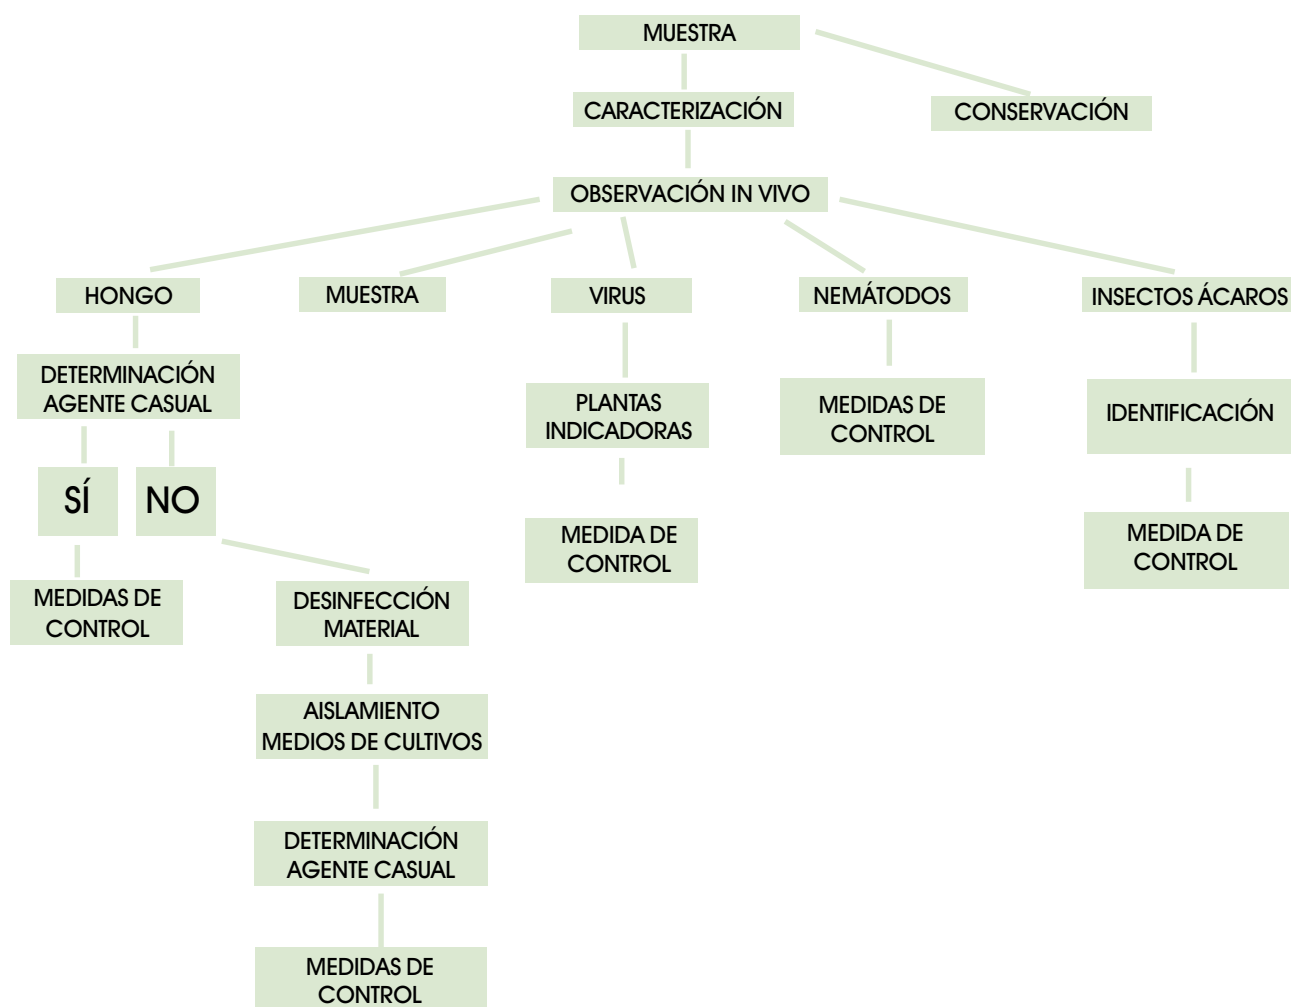 MUESTRA
CARACTERIZACIÓN
CONSERVACIÓN
OBSERVACIÓN IN VIVO
HONGO
MUESTRA
VIRUS
NEMÁTODOS
INSECTOS ÁCAROS
DETERMINACIÓN
AGENTE CASUAL
PLANTAS
INDICADORAS
MEDIDAS DE
CONTROL
IDENTIFICACIÓN
SÍ
NO
MEDIDA DE
CONTROL
MEDIDA DE
CONTROL
MEDIDAS DE
CONTROL
DESINFECCIÓN
MATERIAL
AISLAMIENTO
MEDIOS DE CULTIVOS
DETERMINACIÓN
AGENTE CASUAL
MEDIDAS DE
CONTROL